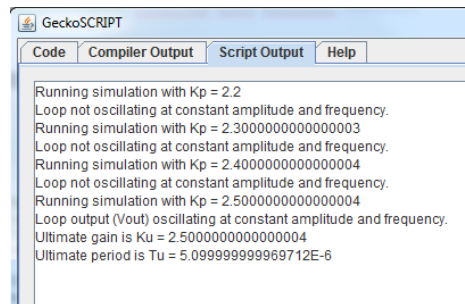 GeckoSCRIPT
Code Compiler Output Script Output Help
Running simulation with Kp = 2.2
Loop not oscillating at constant amplitude and frequency.
Running simulation with Kp = 2.3000000000000003
Loop not oscillating at constant amplitude and frequency.
Running simulation with Kp = 2.4000000000000004
Loop not oscillating at constant amplitude and frequency.
Running simulation with Kp = 2.5000000000000004
Loop output (Vout) oscillating at constant amplitude and frequency.
Ultimate gain is Ku = 2.5000000000000004
Ultimate period is Tu = 5.099999999969712E-6